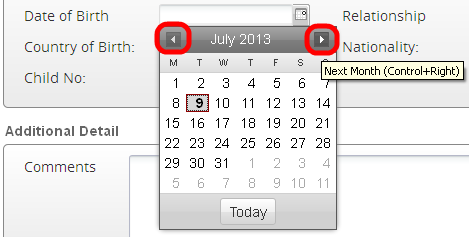 Date of Birth
Relationship
July 2013
Country of Birth:
Nationality:
M T W T F S S
Next Month (Control+Right)
Child No:
1 2 3 4 5 6 7
8 9 10 11 12 13 14
15 16 17 18 19 20 21
Additional Detail
22 23 24 25 26 27 28
Comments
29 30 31 1 2 3 4
5 6 7 8 9 10 11
Today